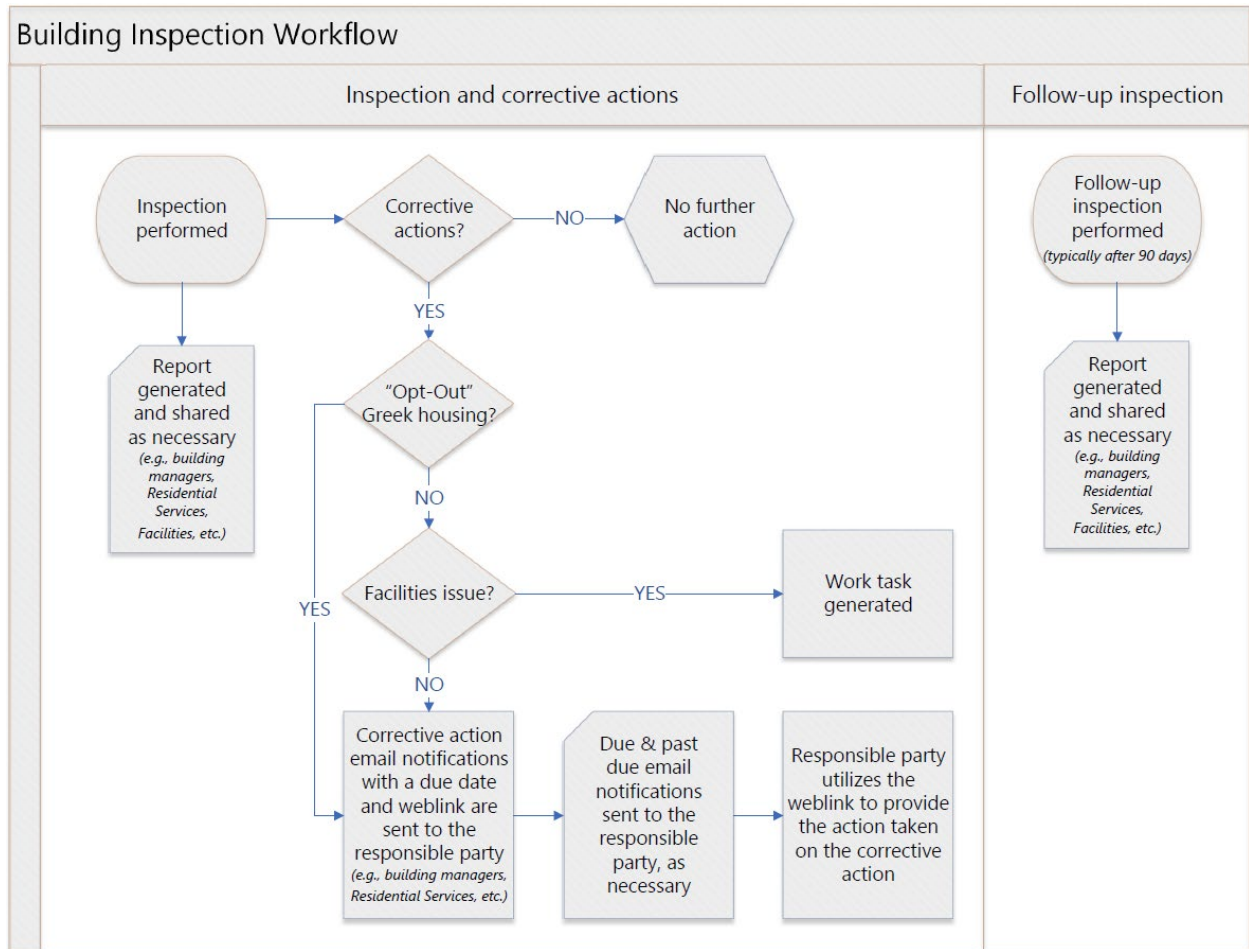 Building Inspection Workflow
Inspection and corrective actions
Follow-up inspection
Inspection
performed
Corrective
actions?
NO
No further
action
Follow-up
inspection
performed
(typically after 90 days)
YES
Report
generated
and shared
as necessary
(e.g., building
managers,
Residential
Services,
Facilities, etc.)
"Opt-Out"
Greek housing?
Report
generated
and shared
as necessary
(e.g., building
managers,
Residential
Services,
Facilities, etc.)
NO
YES
Facilities issue?
YES
Work task
generated
NO
Corrective action
email notifications
with a due date
and weblink are
sent to the
responsible party
(e.g., building managers,
Residential Services, etc.)
Due & past
due email
notifications
sent to the
responsible
party, as
necessary
Responsible party
utilizes the
weblink to provide
the action taken
on the corrective
action